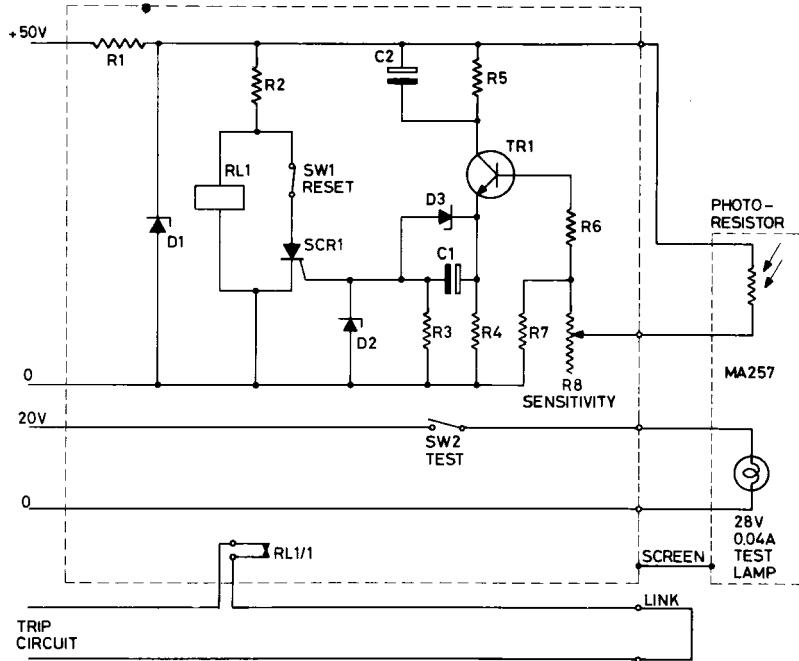 +50V
R1
R2
C2
R5
TR1
RL1
SW1
RESET
D3
R6
PHOTO-
RESISTOR
D1
SCR1
C1
D2
R3
R4
R7
R8
SENSITIVITY
MA257
0
20V
SW2
TEST
0
28V
0.04A
TEST
LAMP
RL1/1
SCREEN
LINK
TRIP
CIRCUIT